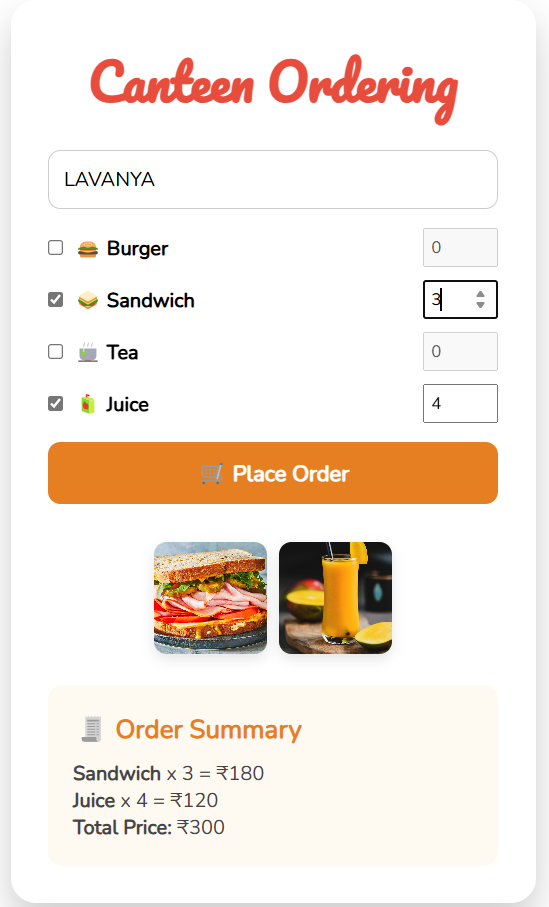 Canteen Ordering
LAVANYA
Burger 0
Sandwich 3
Tea 0
Juice 4
Place Order
Order Summary
Sandwich x 3 = ₹180
Juice x 4 = ₹120
Total Price: ₹300